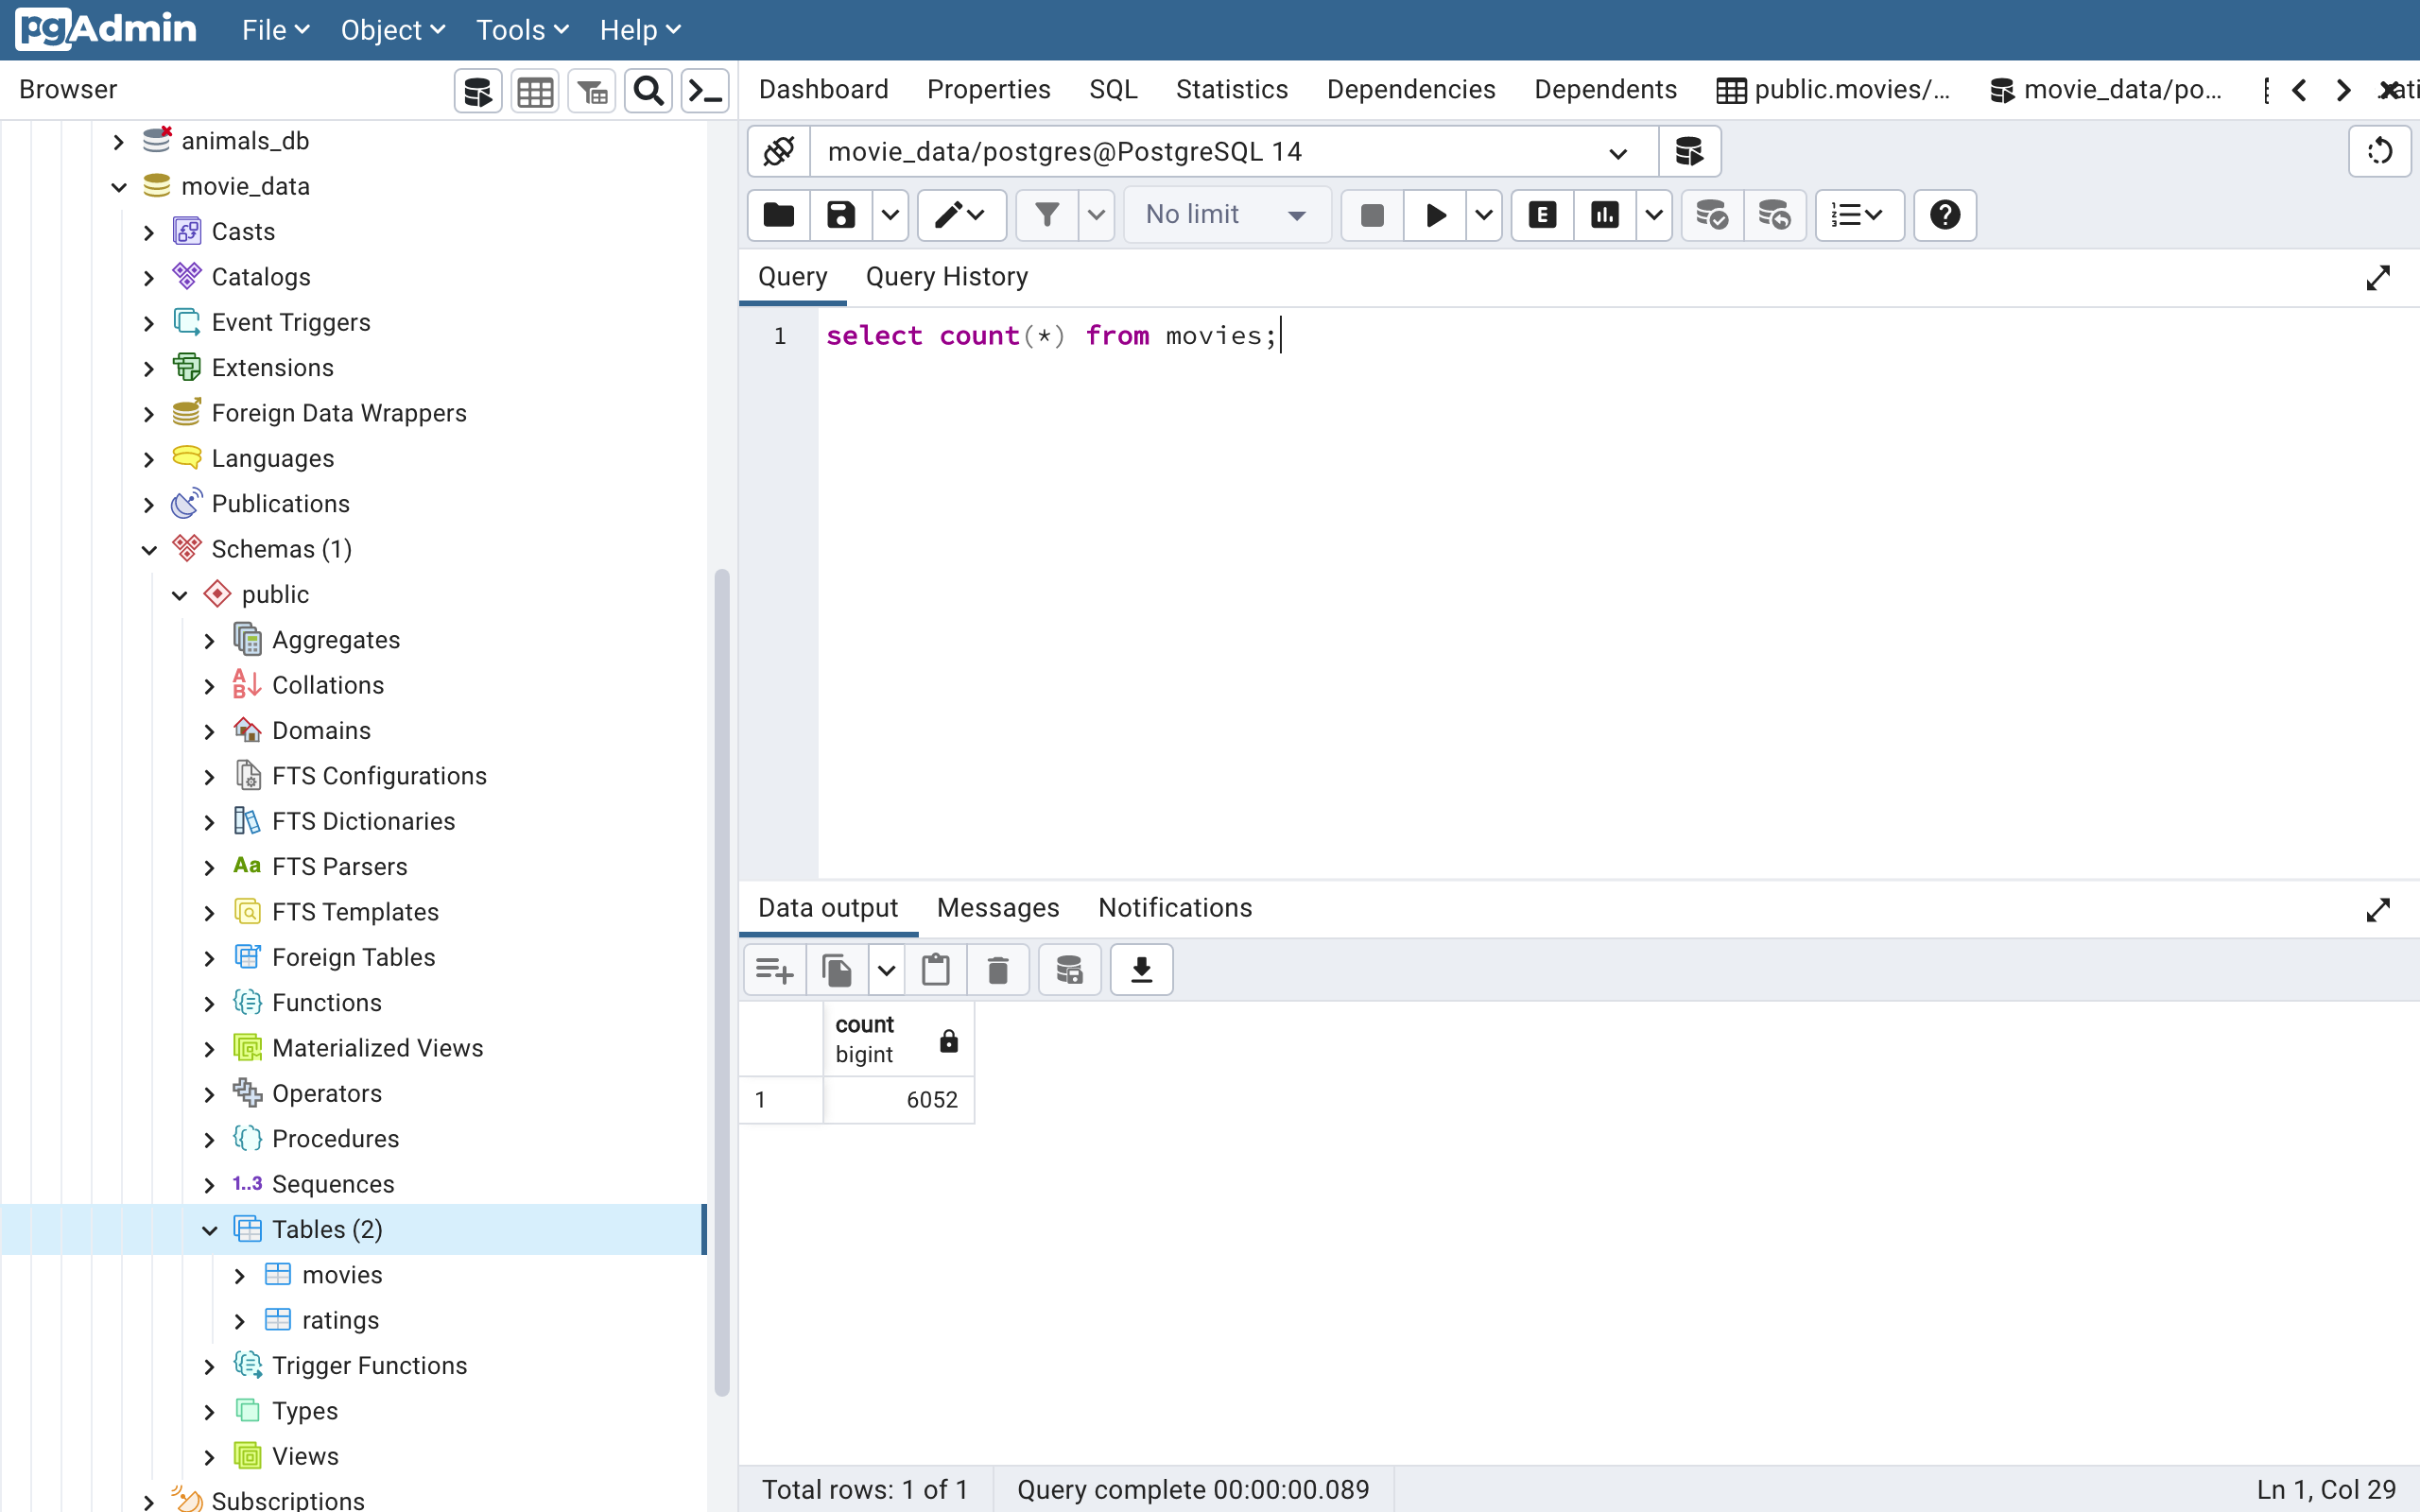 pgAdmin File Object Tools Help
Browser
Dashboard Properties SQL Statistics Dependencies Dependents public.movies/... movie_data/po...
animals_db
movie_data
Casts
Catalogs
Event Triggers
Extensions
Foreign Data Wrappers
Languages
Publications
Schemas (1)
public
Aggregates
Collations
Domains
FTS Configurations
FTS Dictionaries
Aa FTS Parsers
FTS Templates
Foreign Tables
Functions
Materialized Views
Operators
Procedures
1..3 Sequences
Tables (2)
movies
ratings
Trigger Functions
Types
Views
Subscriptions
movie_data/postgres@PostgreSQL 14
No limit
E
Query Query History
1 select count(*) from movies;
Data output Messages Notifications
count
bigint
1 6052
Total rows: 1 of 1 Query complete 00:00:00.089 Ln 1, Col 29